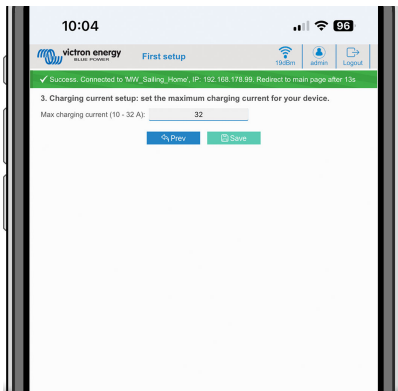 10:04
96
victron energy
BLUE POWER
First setup
19dBm
admin
Logout
✓ Success. Connected to 'MW_Sailing_Home', IP: 192.168.178.99. Redirect to main page after 13s
3. Charging current setup: set the maximum charging current for your device.
Max charging current (10 - 32 A):
32
Prev
Save